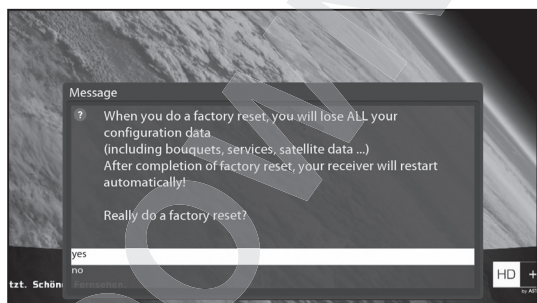 Message
? When you do a factory reset, you will lose ALL your
configuration data
(including bouquets, services, satellite data ...)
After completion of factory reset, your receiver will restart
automatically!
Really do a factory reset?
yes
no
tzt. Schön Fernsehen.
HD +